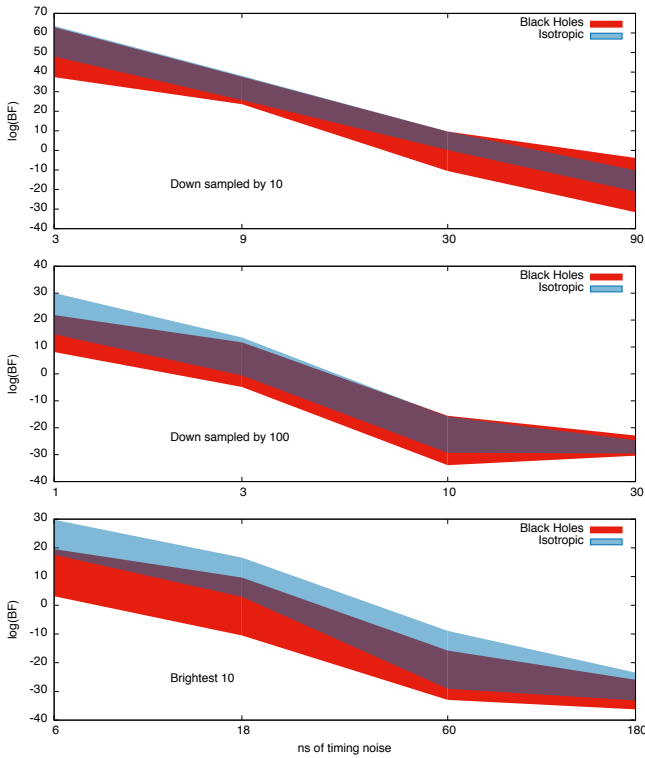 70
60
50
40
30
20
10
0
-10
-20
-30
-40
log(BF)
Black Holes
Isotropic
Down sampled by 10
3 9 30 90
40
30
20
10
0
-10
-20
-30
-40
log(BF)
Black Holes
Isotropic
Down sampled by 100
1 3 10 30
30
20
10
0
-10
-20
-30
-40
log(BF)
Black Holes
Isotropic
Brightest 10
6 18 60 180
ns of timing noise